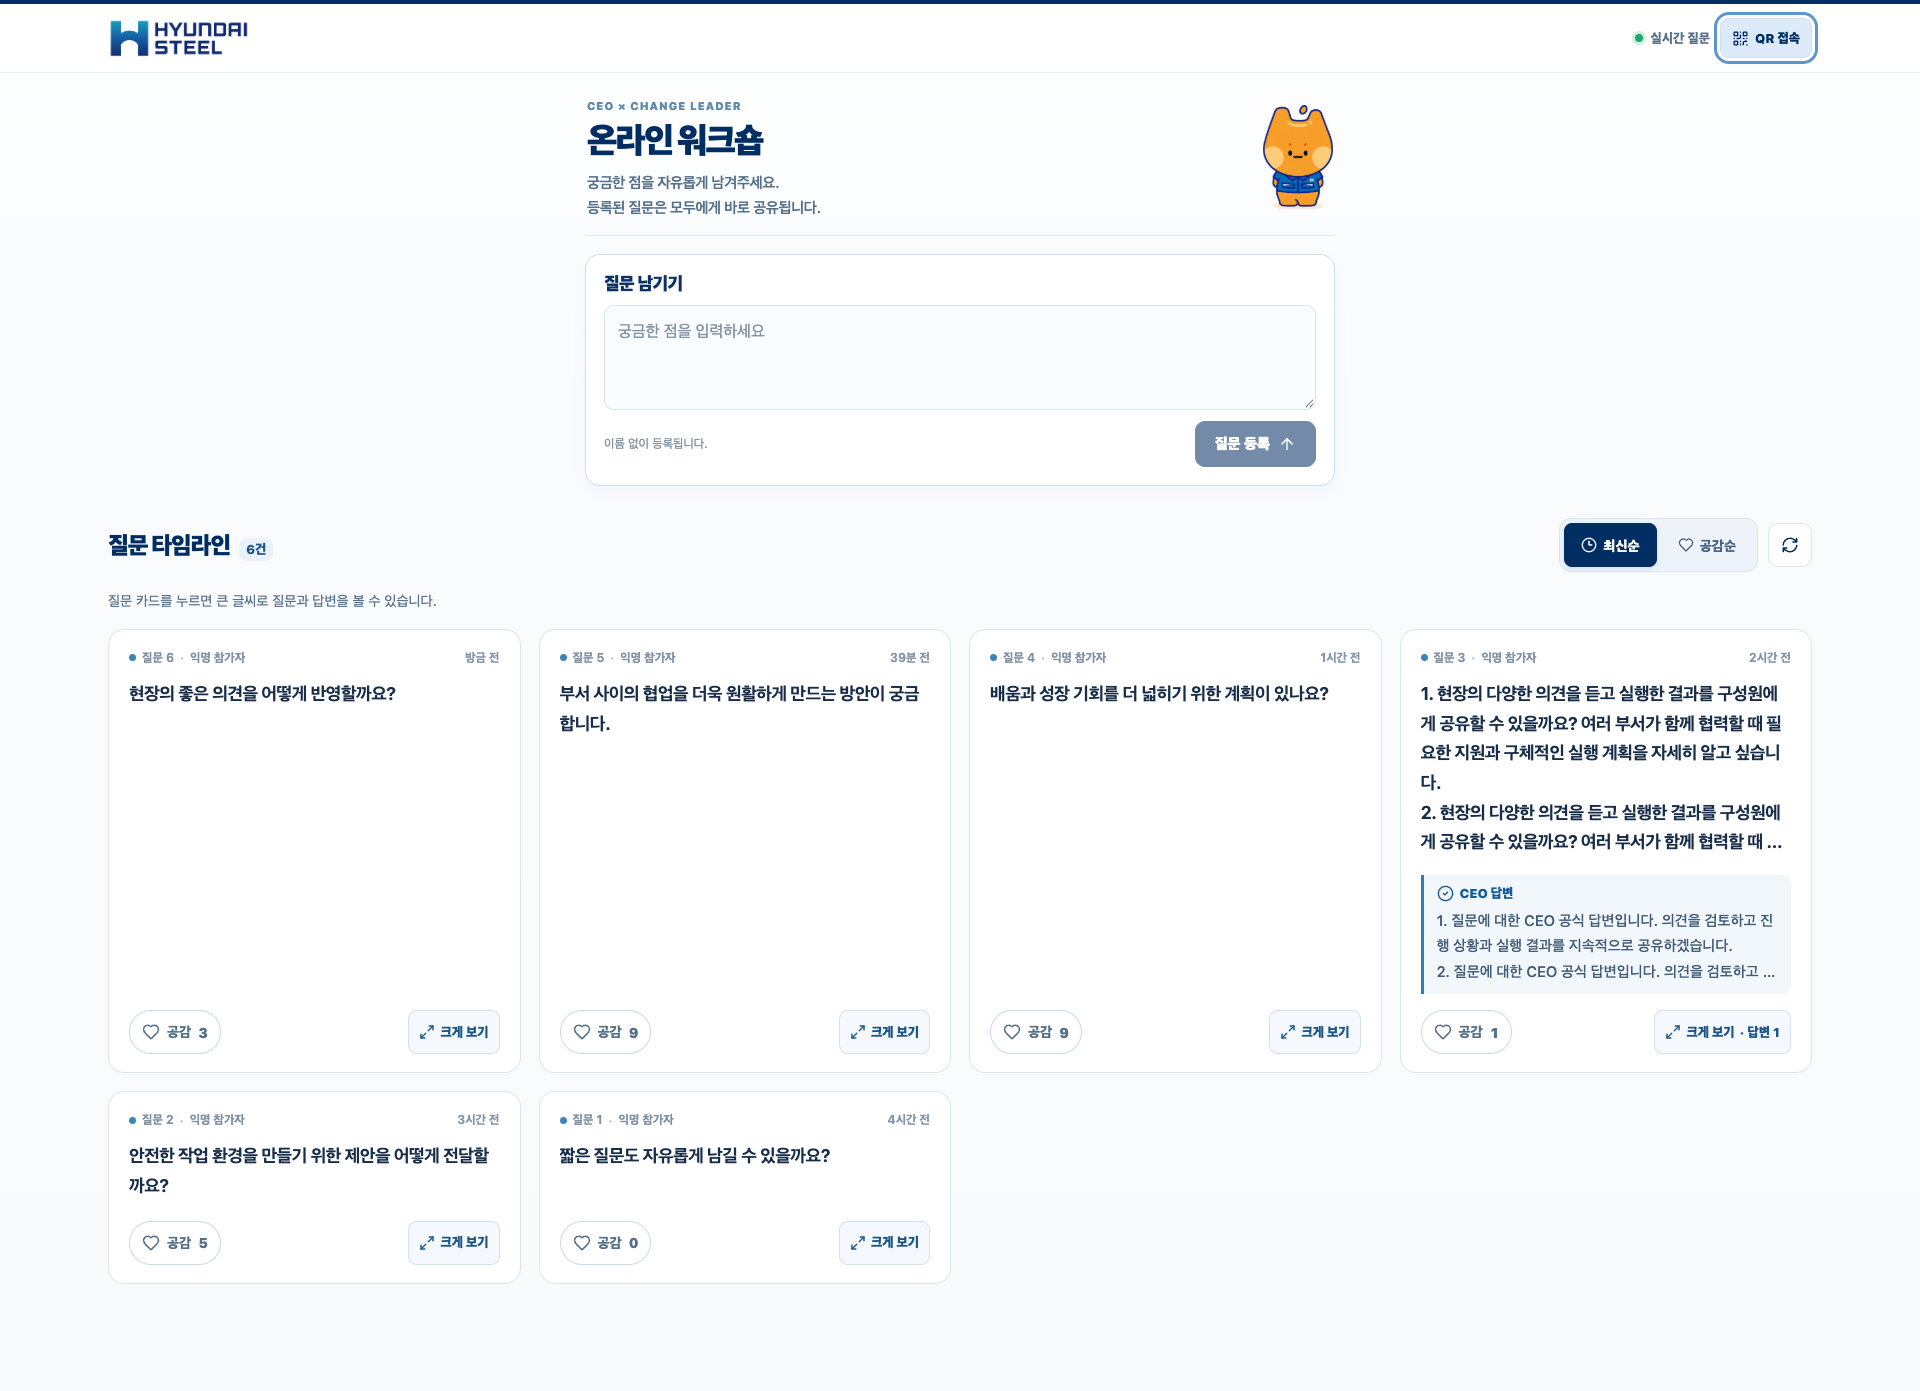 HYUNDAI
STEEL
실시간 질문
QR 접속
CEO × CHANGE LEADER
온라인 워크숍
궁금한 점을 자유롭게 남겨주세요.
등록된 질문은 모두에게 바로 공유됩니다.
질문 남기기
궁금한 점을 입력하세요
이름 없이 등록됩니다.
질문 등록
질문 타임라인 6건
최신순
공감순
질문 카드를 누르면 큰 글씨로 질문과 답변을 볼 수 있습니다.
질문 6 · 익명 참가자 방금 전
현장의 좋은 의견을 어떻게 반영할까요?
공감 3
크게 보기
질문 5 · 익명 참가자 39분 전
부서 사이의 협업을 더욱 원활하게 만드는 방안이 궁금
합니다.
공감 9
크게 보기
질문 4 · 익명 참가자 1시간 전
배움과 성장 기회를 더 넓히기 위한 계획이 있나요?
공감 9
크게 보기
질문 3 · 익명 참가자 2시간 전
1. 현장의 다양한 의견을 듣고 실행한 결과를 구성원에
게 공유할 수 있을까요? 여러 부서가 함께 협력할 때 필
요한 지원과 구체적인 실행 계획을 자세히 알고 싶습니
다.
2. 현장의 다양한 의견을 듣고 실행한 결과를 구성원에
게 공유할 수 있을까요? 여러 부서가 함께 협력할 때 ...
CEO 답변
1. 질문에 대한 CEO 공식 답변입니다. 의견을 검토하고 진
행 상황과 실행 결과를 지속적으로 공유하겠습니다.
2. 질문에 대한 CEO 공식 답변입니다. 의견을 검토하고 ...
공감 1
크게 보기 · 답변 1
질문 2 · 익명 참가자 3시간 전
안전한 작업 환경을 만들기 위한 제안을 어떻게 전달할
까요?
공감 5
크게 보기
질문 1 · 익명 참가자 4시간 전
짧은 질문도 자유롭게 남길 수 있을까요?
공감 0
크게 보기